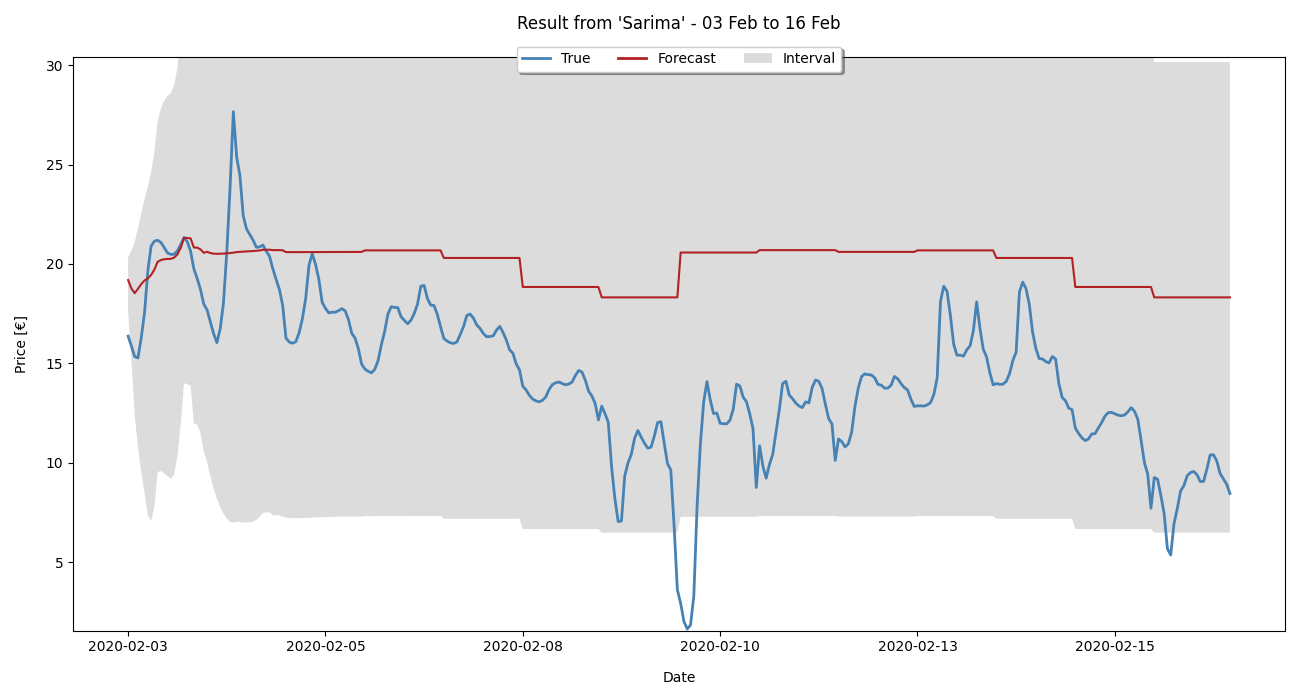 Result from 'Sarima' - 03 Feb to 16 Feb
True Forecast Interval
30
25
20
15
10
5
Price [€]
2020-02-03 2020-02-05 2020-02-08 2020-02-10 2020-02-13 2020-02-15
Date